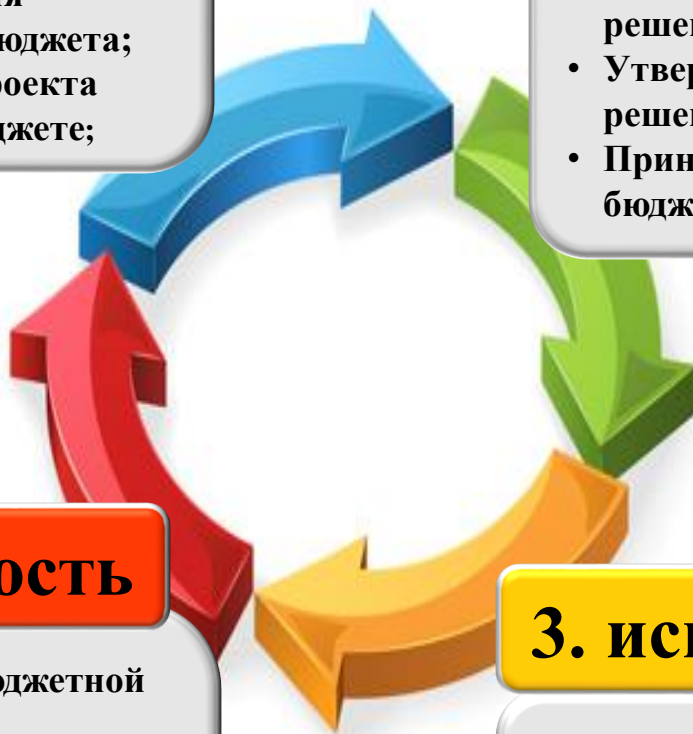 юджета;
роекта
джете;
решен
• Утвер
решен
• Прин
бюдж
ость
оджетной
3. исп